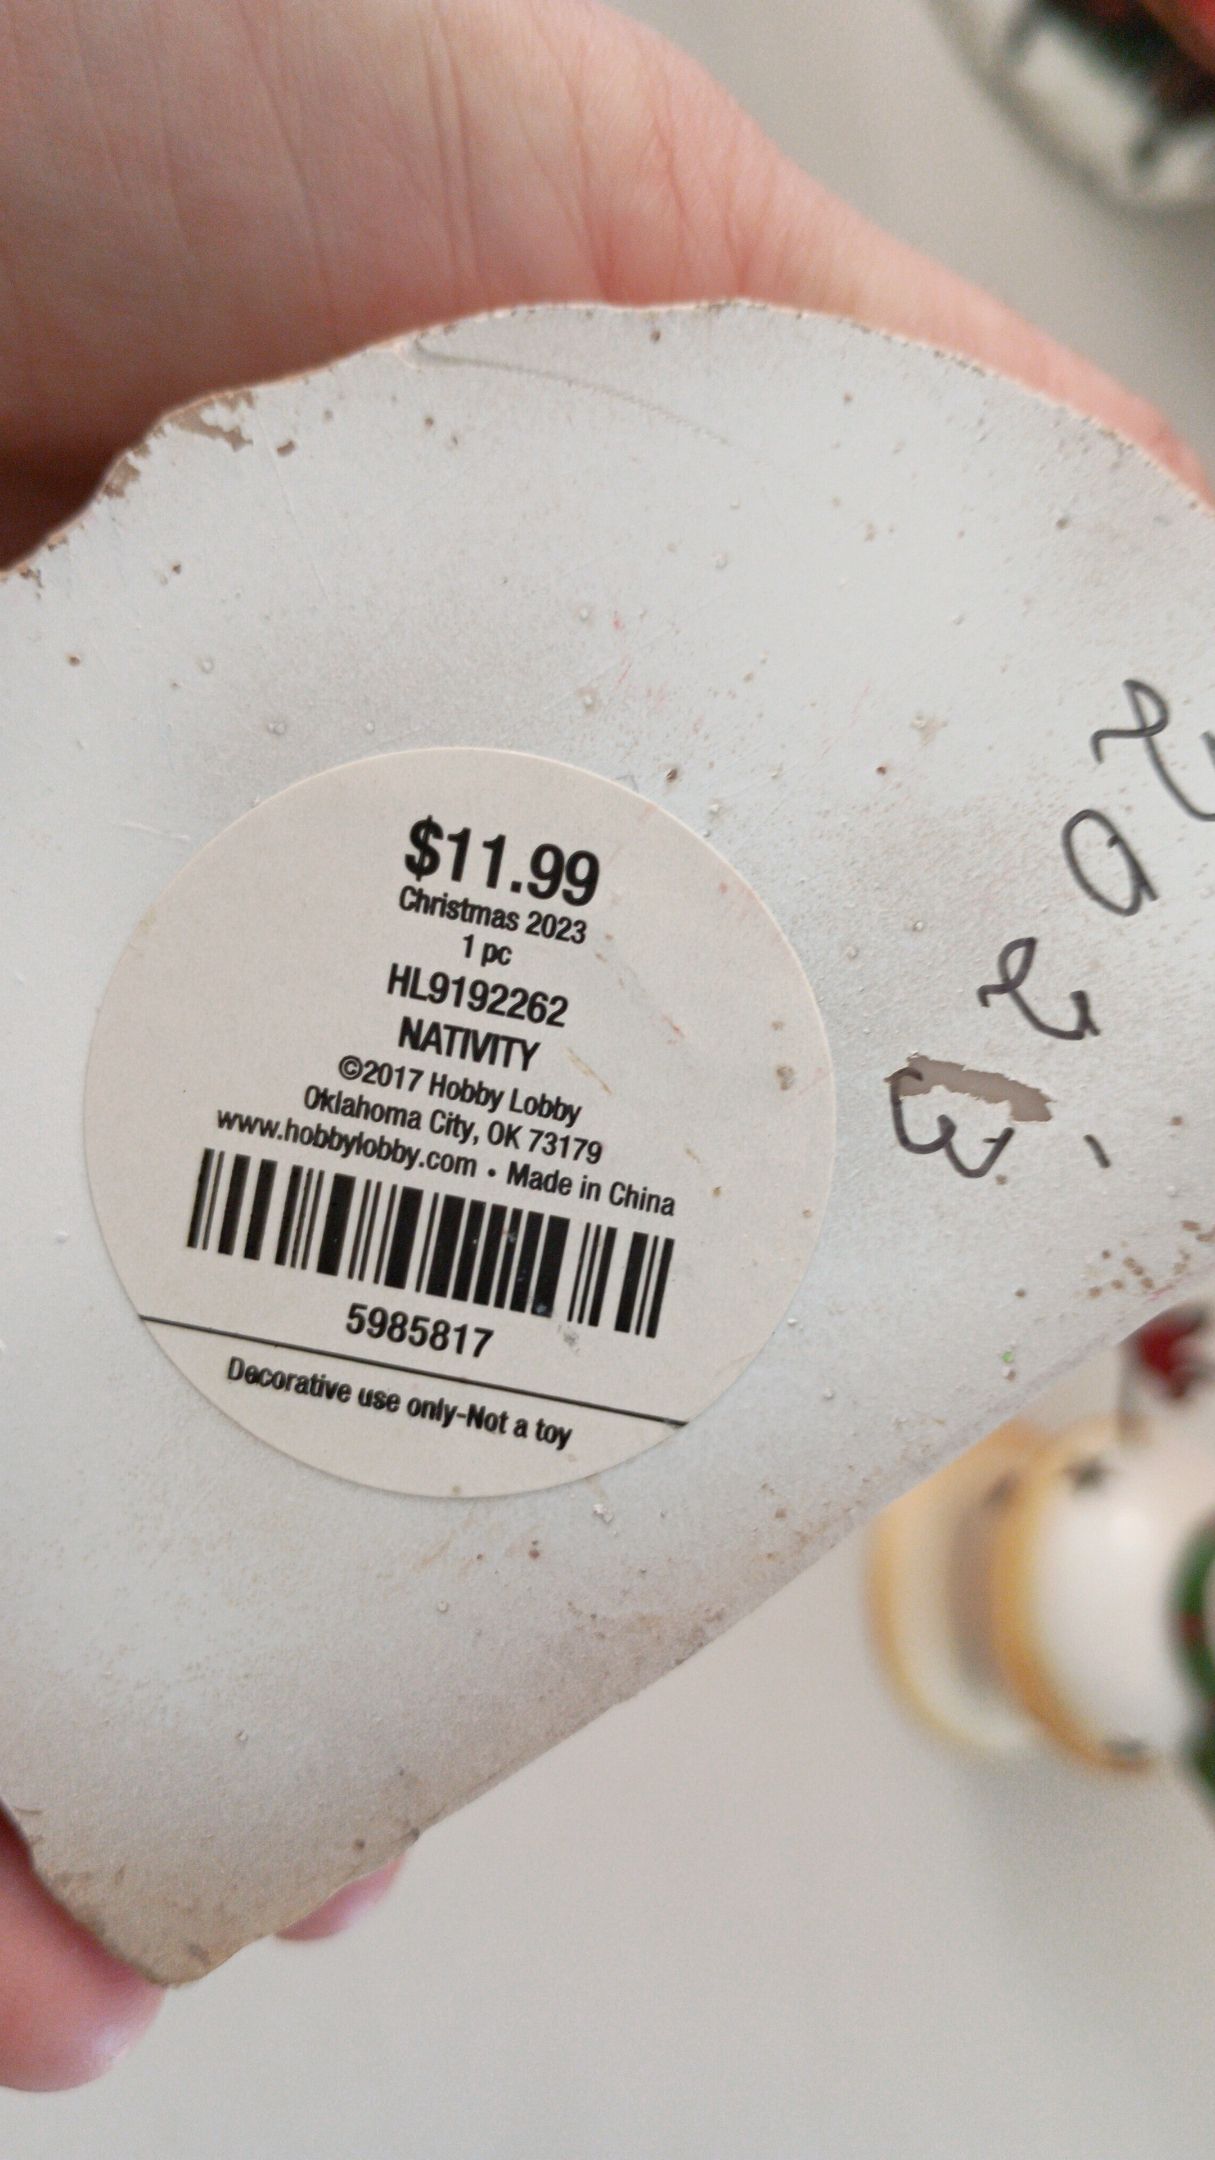 $11.99
Christmas 2023
1 pc
HL9192262
NATIVITY
©2017 Hobby Lobby
Oklahoma City, OK 73179
www.hobbylobby.com • Made in China
5985817
Decorative use only-Not a toy
2023